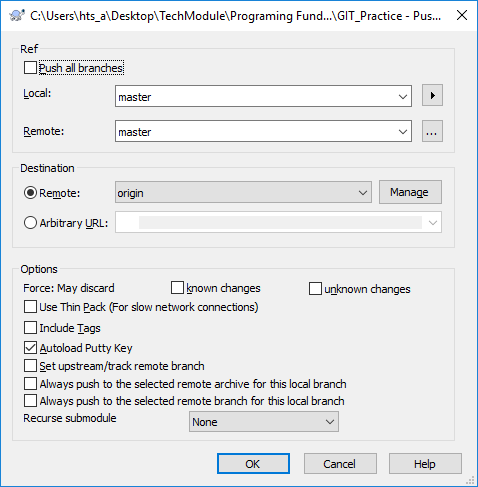 C:\Users\hts_a\Desktop\TechModule\Programing Fund...\GIT_Practice - Pus...
Ref
Push all branches
Local:
master
Remote:
master
...
Destination
Remote:
origin
Manage
Arbitrary URL:
Options
Force: May discard
known changes
unknown changes
Use Thin Pack (For slow network connections)
Include Tags
Autoload Putty Key
Set upstream/track remote branch
Always push to the selected remote archive for this local branch
Always push to the selected remote branch for this local branch
Recurse submodule
None
OK
Cancel
Help